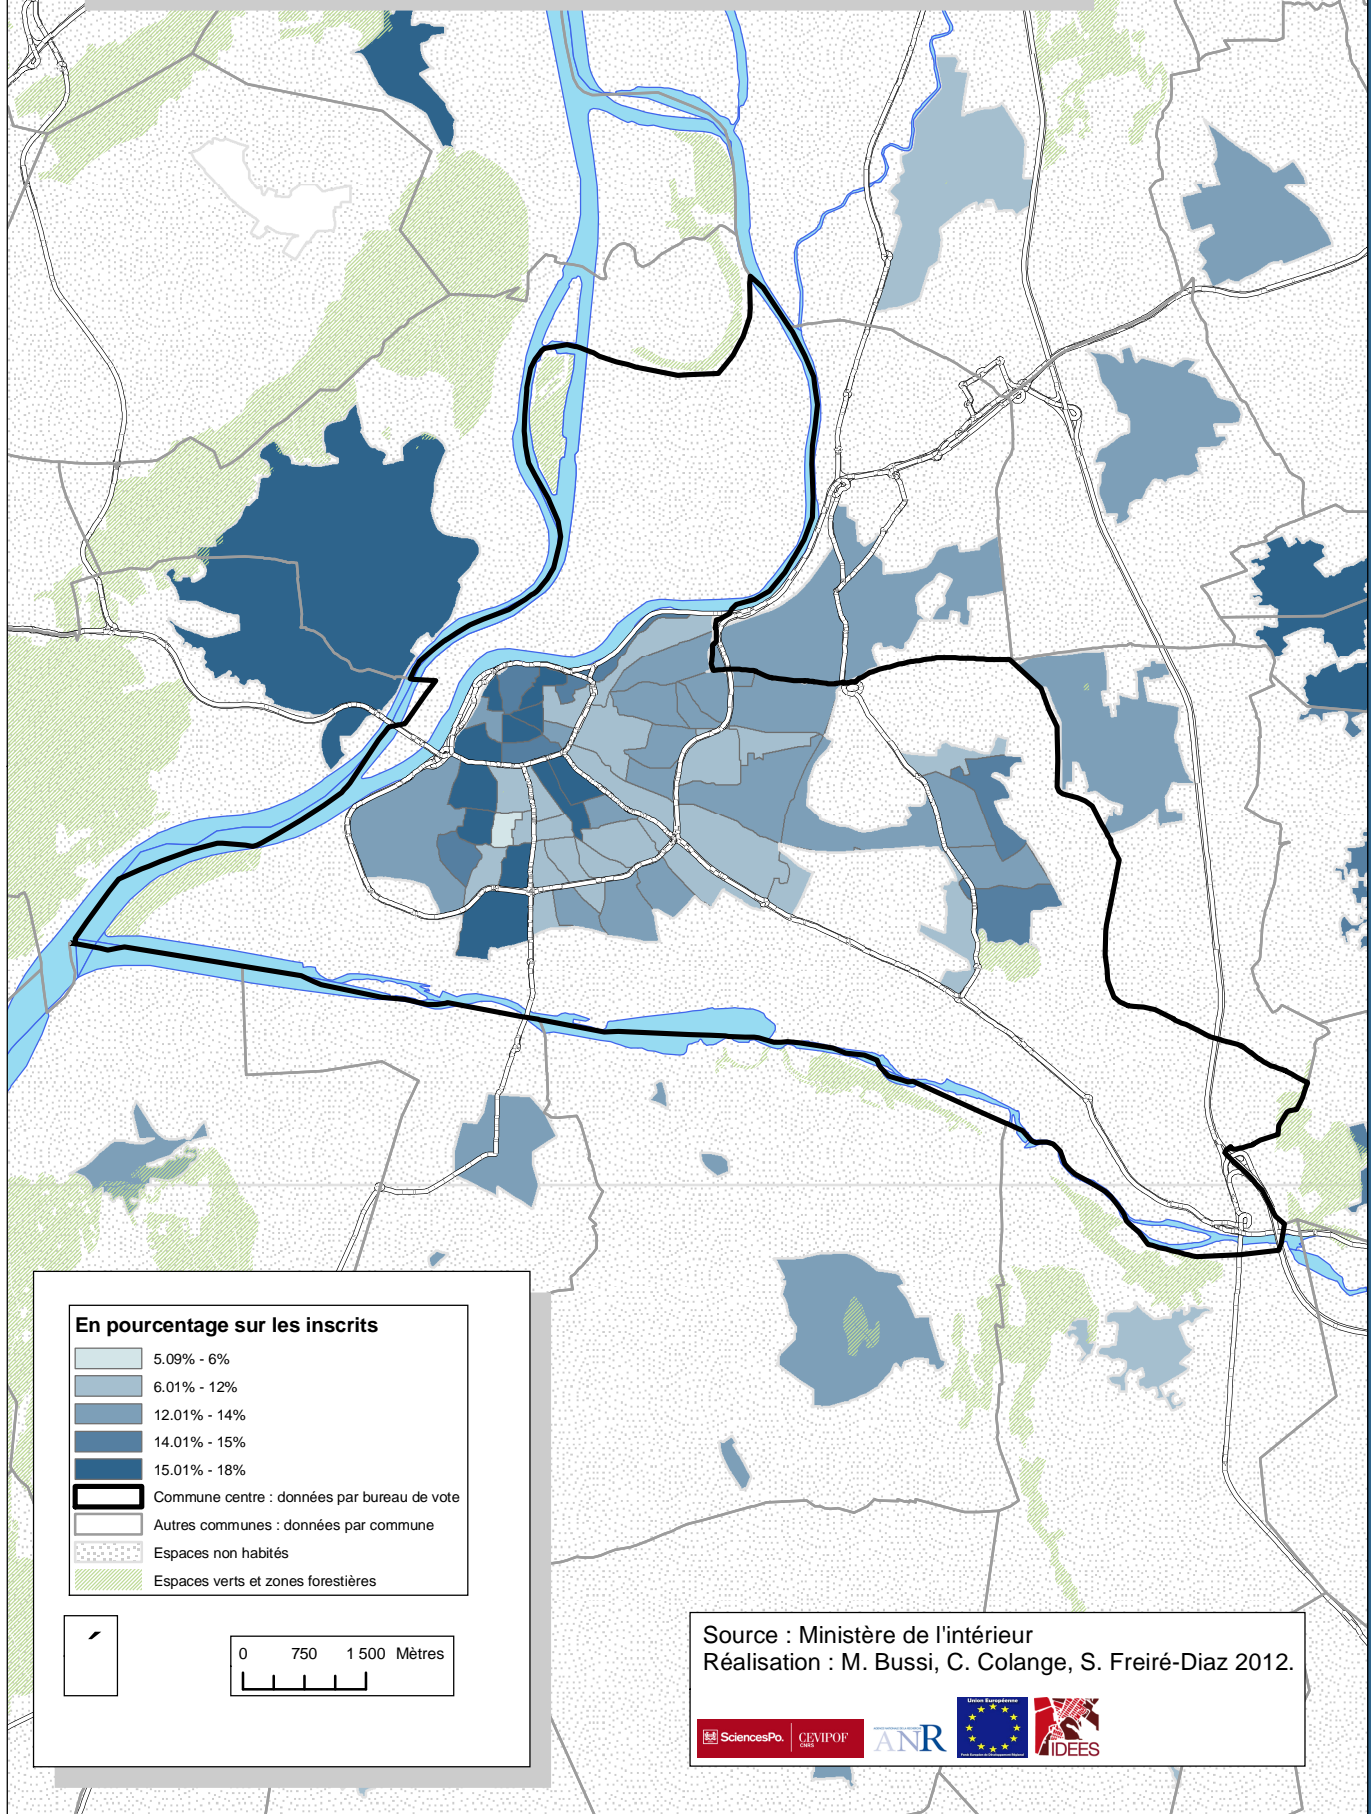 En pourcentage sur les inscrits
5.09% - 6%
6.01% - 12%
12.01% - 14%
14.01% - 15%
15.01% - 18%
Commune centre : données par bureau de vote
Autres communes : données par commune
Espaces non habités
Espaces verts et zones forestières
0 750 1 500 Mètres
Source : Ministère de l'intérieur
Réalisation : M. Bussi, C. Colange, S. Freiré-Diaz 2012.
SciencesPo.
CEVIPOF
CNRS
ANR
Union Européenne
IDEES